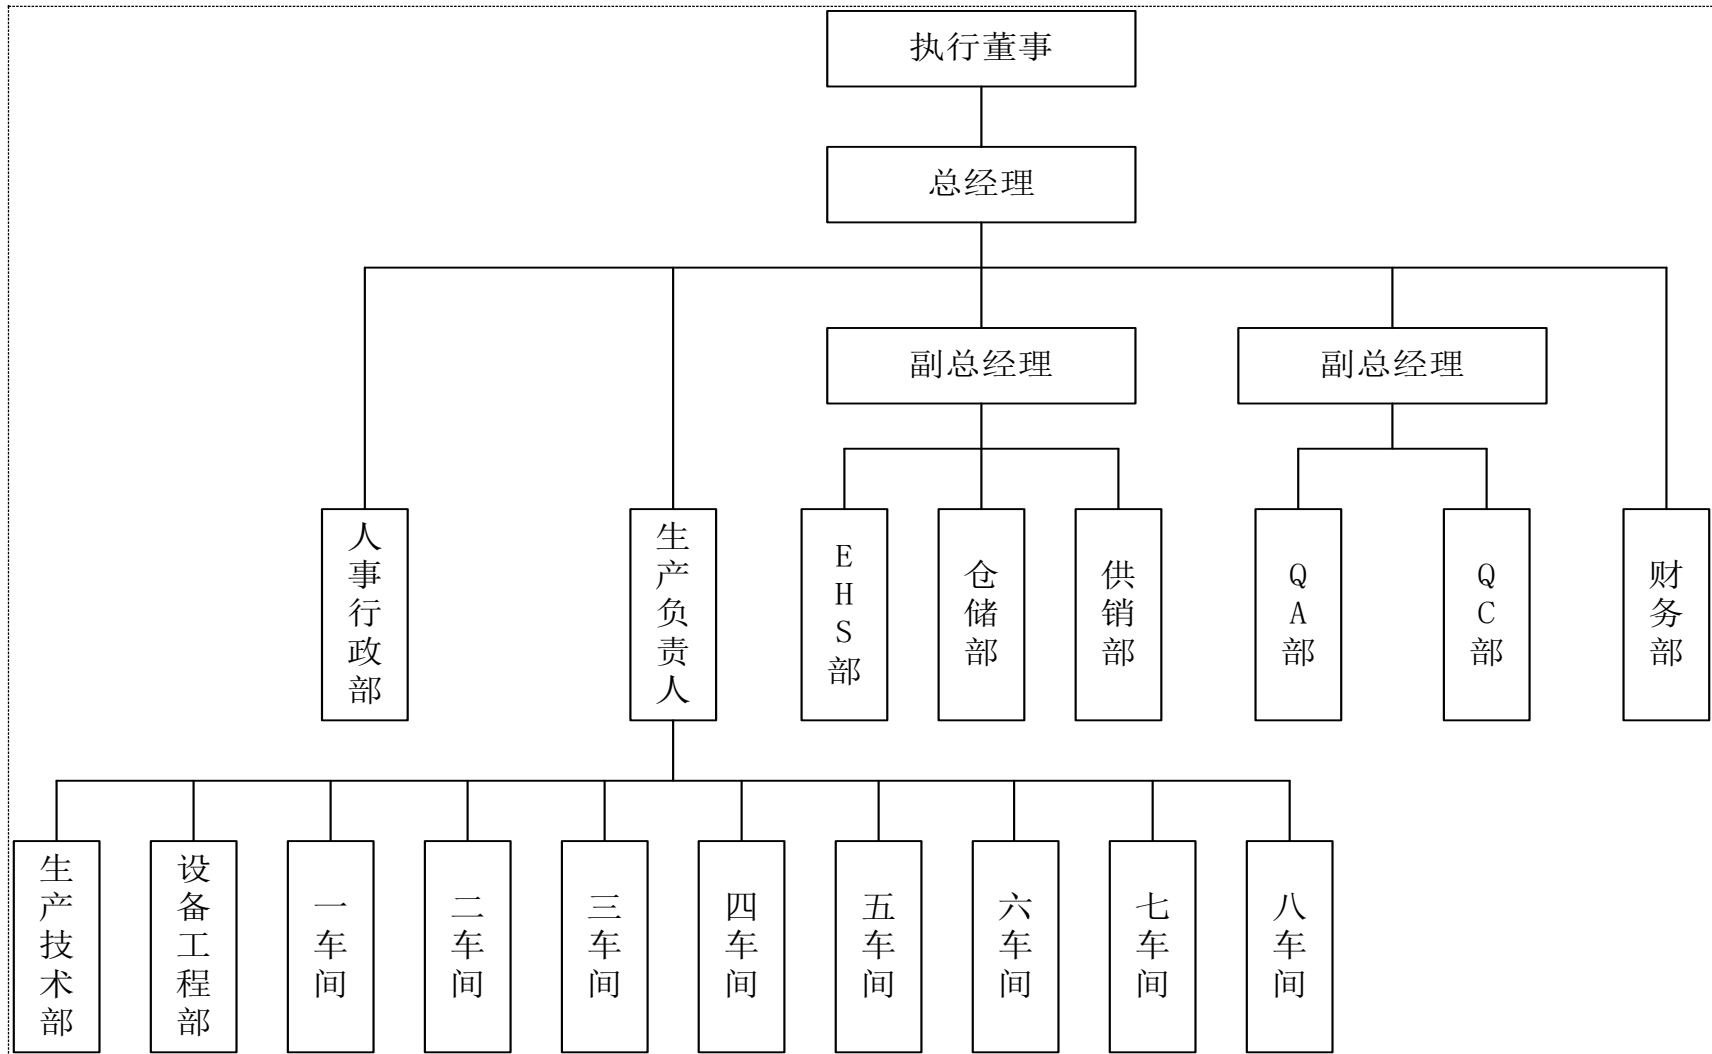 执行董事
总经理
副总经理
副总经理
人事行政部
生产负责人
EHS部
仓储部
供销部
QA部
QC部
财务部
生产技术部
设备工程部
一车间
二车间
三车间
四车间
五车间
六车间
七车间
八车间